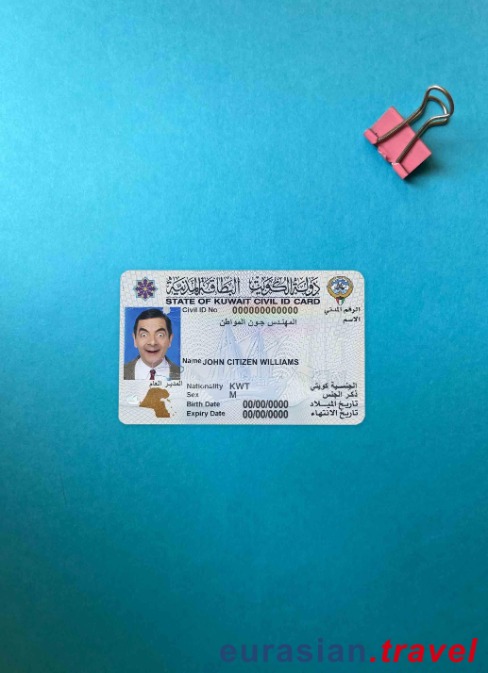 دولة الكويت البطاقة المدنية
STATE OF KUWAIT CIVIL ID CARD
Civil ID No 000000000000 الرقم المدني
الاسم
المهندس جون المواطن
Name JOHN CITIZEN WILLIAMS
المدير العام
Nationality KWT الجنسية كويتي
Sex M ذكر الجنس
Birth Date 00/00/0000 تاريخ الميلاد
Expiry Date 00/00/0000 تاريخ الانتهاء
eurasian.travel